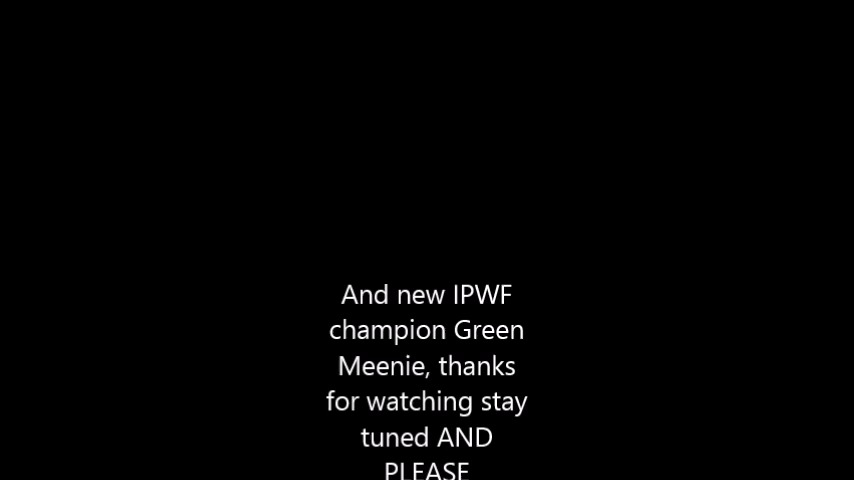 And new IPWF
champion Green
Meenie, thanks
for watching stay
tuned AND
PLEASE